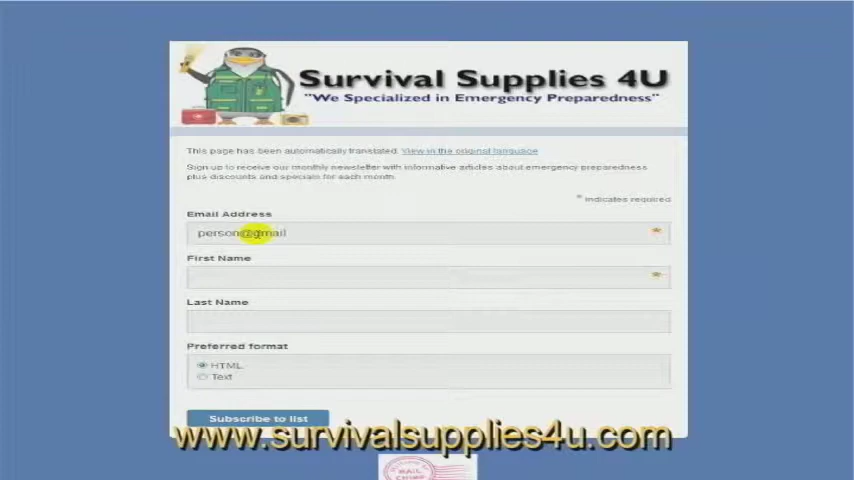 Survival Supplies 4U
"We Specialized in Emergency Preparedness"
This page has been automatically translated. View in the original language
Sign up to receive our monthly newsletter with informative articles about emergency preparedness
plus discounts and specials for each month.
* indicates required
Email Address
person@gmail
*
First Name
*
Last Name
Preferred format
HTML
Text
Subscribe to list
www.survivalsupplies4u.com
MAIL
CHIMP